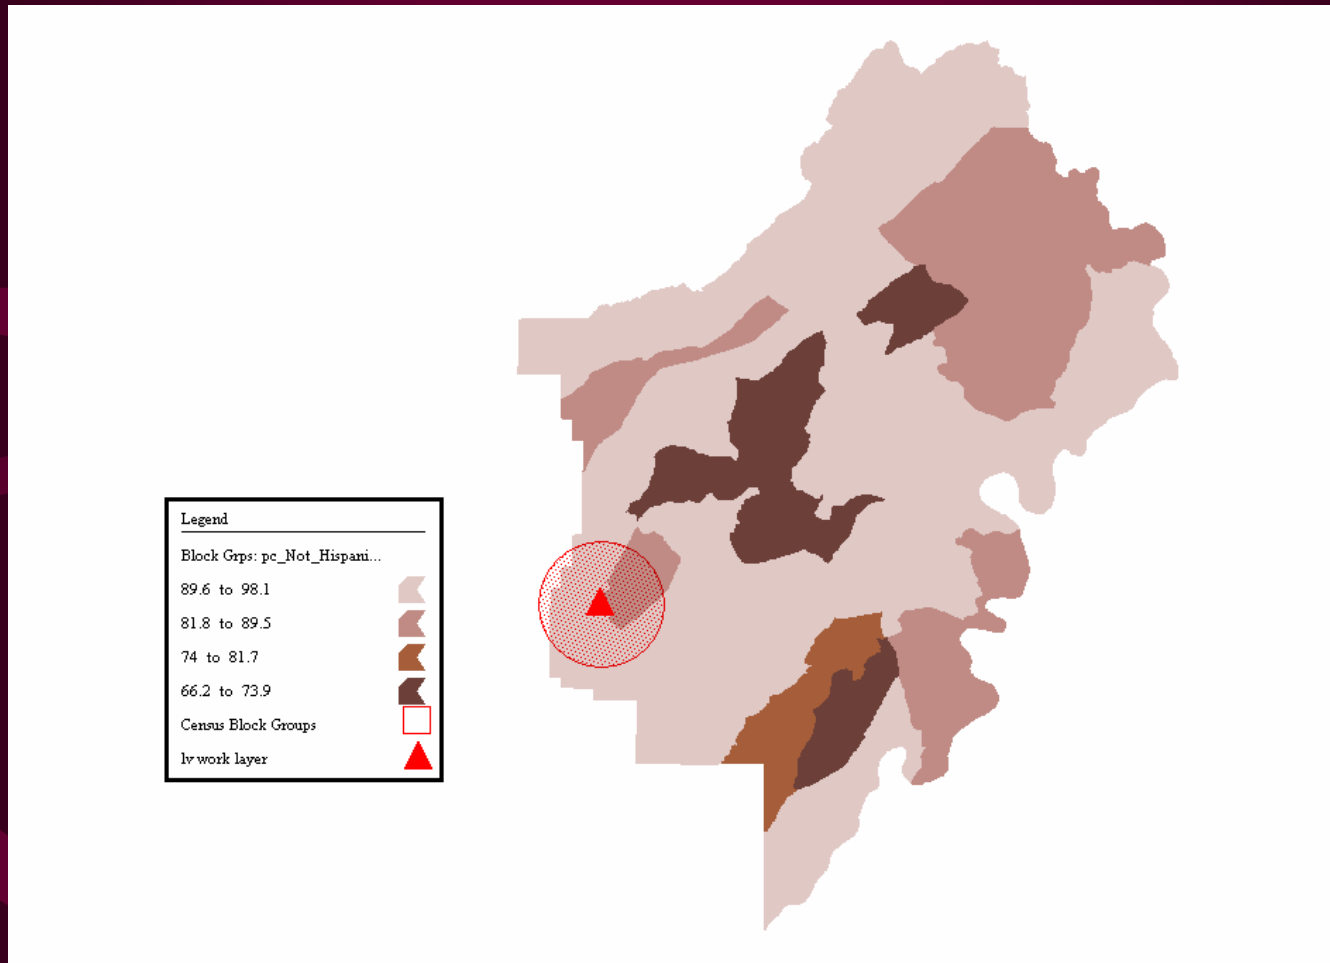 Legend
Block Grps: pc_Not_Hispani...
89.6 to 98.1
81.8 to 89.5
74 to 81.7
66.2 to 73.9
Census Block Groups
lv work layer